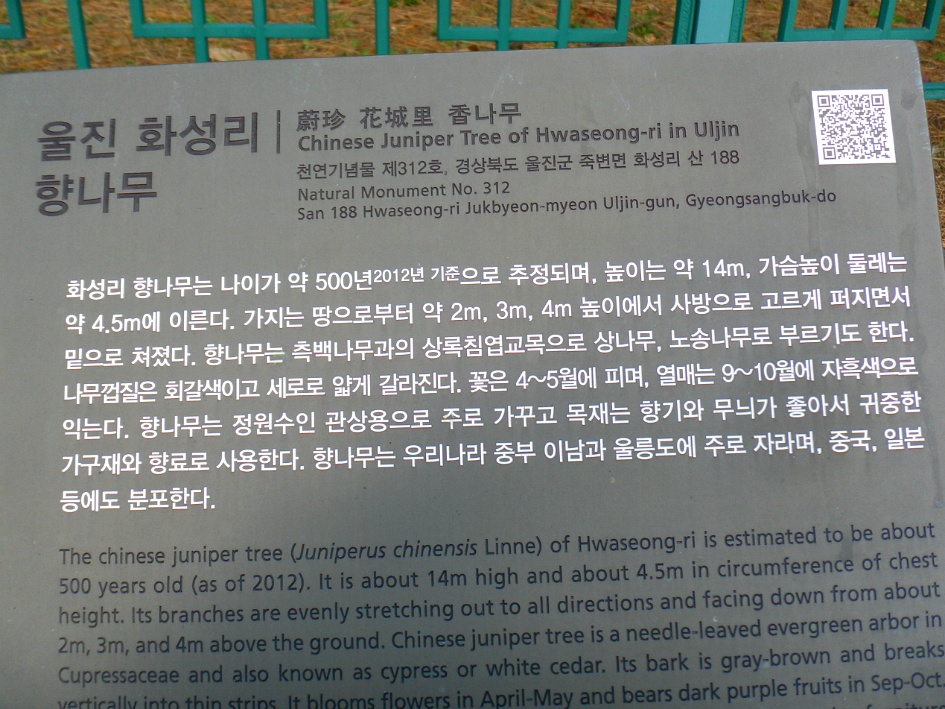 울진 화성리
향나무
蔚珍 花城里 香나무
Chinese Juniper Tree of Hwaseong-ri in Uljin
천연기념물 제312호, 경상북도 울진군 죽변면 화성리 산 188
Natural Monument No. 312
San 188 Hwaseong-ri Jukbyeon-myeon Uljin-gun, Gyeongsangbuk-do
화성리 향나무는 나이가 약 500년2012년 기준으로 추정되며, 높이는 약 14m, 가슴높이 둘레는
약 4.5m에 이른다. 가지는 땅으로부터 약 2m, 3m, 4m 높이에서 사방으로 고르게 퍼지면서
밑으로 쳐졌다. 향나무는 측백나무과의 상록침엽교목으로 상나무, 노송나무로 부르기도 한다.
나무껍질은 회갈색이고 세로로 얇게 갈라진다. 꽃은 4~5월에 피며, 열매는 9~10월에 자흑색으로
익는다. 향나무는 정원수인 관상용으로 주로 가꾸고 목재는 향기와 무늬가 좋아서 귀중한
가구재와 향료로 사용한다. 향나무는 우리나라 중부 이남과 울릉도에 주로 자라며, 중국, 일본
등에도 분포한다.
The chinese juniper tree (Juniperus chinensis Linne) of Hwaseong-ri is estimated to be about
500 years old (as of 2012). It is about 14m high and about 4.5m in circumference of chest
height. Its branches are evenly stretching out to all directions and facing down from about
2m, 3m, and 4m above the ground. Chinese juniper tree is a needle-leaved evergreen arbor in
Cupressaceae and also known as cypress or white cedar. Its bark is gray-brown and breaks
vertically into thin strips. It blooms flowers in April-May and bears dark purple fruits in Sep-Oct.